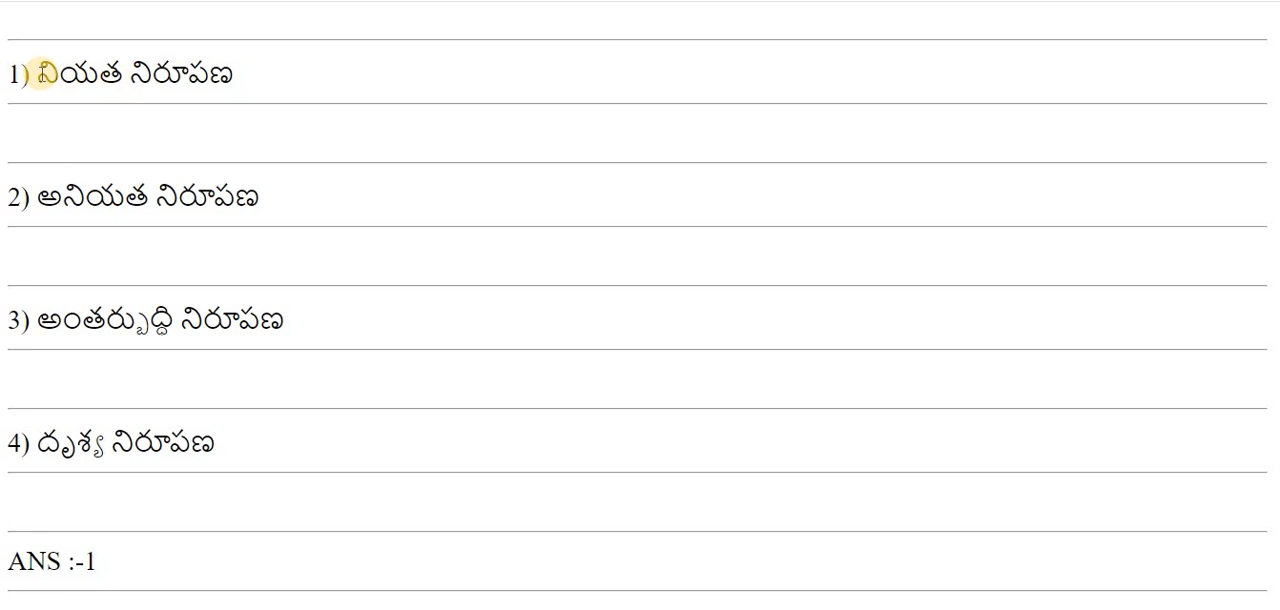 1) నియత నిరూపణ
2) అనియత నిరూపణ
3) అంతర్బుద్ధి నిరూపణ
4) దృశ్య నిరూపణ
ANS :-1